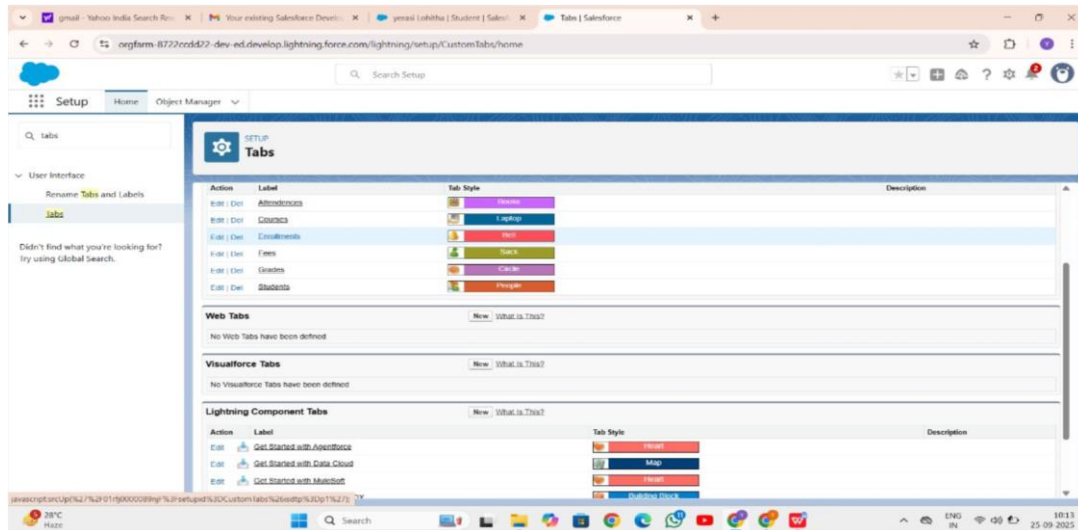 gmail - Yahoo India Search Res
Your existing Salesforce Develo
yerasi Lohitha | Student | Sales
Tabs | Salesforce
orgfarm-8722ccdd22-dev-ed.develop.lightning.force.com/lightning/setup/CustomTabs/home
Search Setup
Setup Home Object Manager
tabs
SETUP
Tabs
User Interface
Rename Tabs and Labels
Tabs
Didn't find what you're looking for?
Try using Global Search.
Action Label Tab Style Description
Edit | Del Attendences Books
Edit | Del Courses Laptop
Edit | Del Enrollments Bell
Edit | Del Fees Sack
Edit | Del Grades Circle
Edit | Del Students People
Web Tabs New What Is This?
No Web Tabs have been defined
Visualforce Tabs New What Is This?
No Visualforce Tabs have been defined
Lightning Component Tabs New What Is This?
Action Label Tab Style Description
Edit Get Started with Agentforce Heart
Edit Get Started with Data Cloud Map
Edit Get Started with MuleSoft Heart
Building Block
28°C
Haze
Search
ENG
IN
10:13
25-09-2025